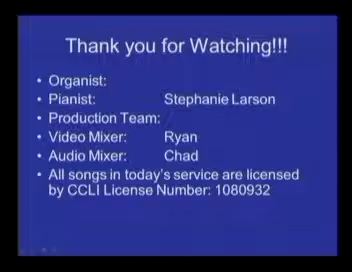 Thank you for Watching!!!
• Organist:
• Pianist: Stephanie Larson
• Production Team:
• Video Mixer: Ryan
• Audio Mixer: Chad
• All songs in today's service are licensed
by CCLI License Number: 1080932